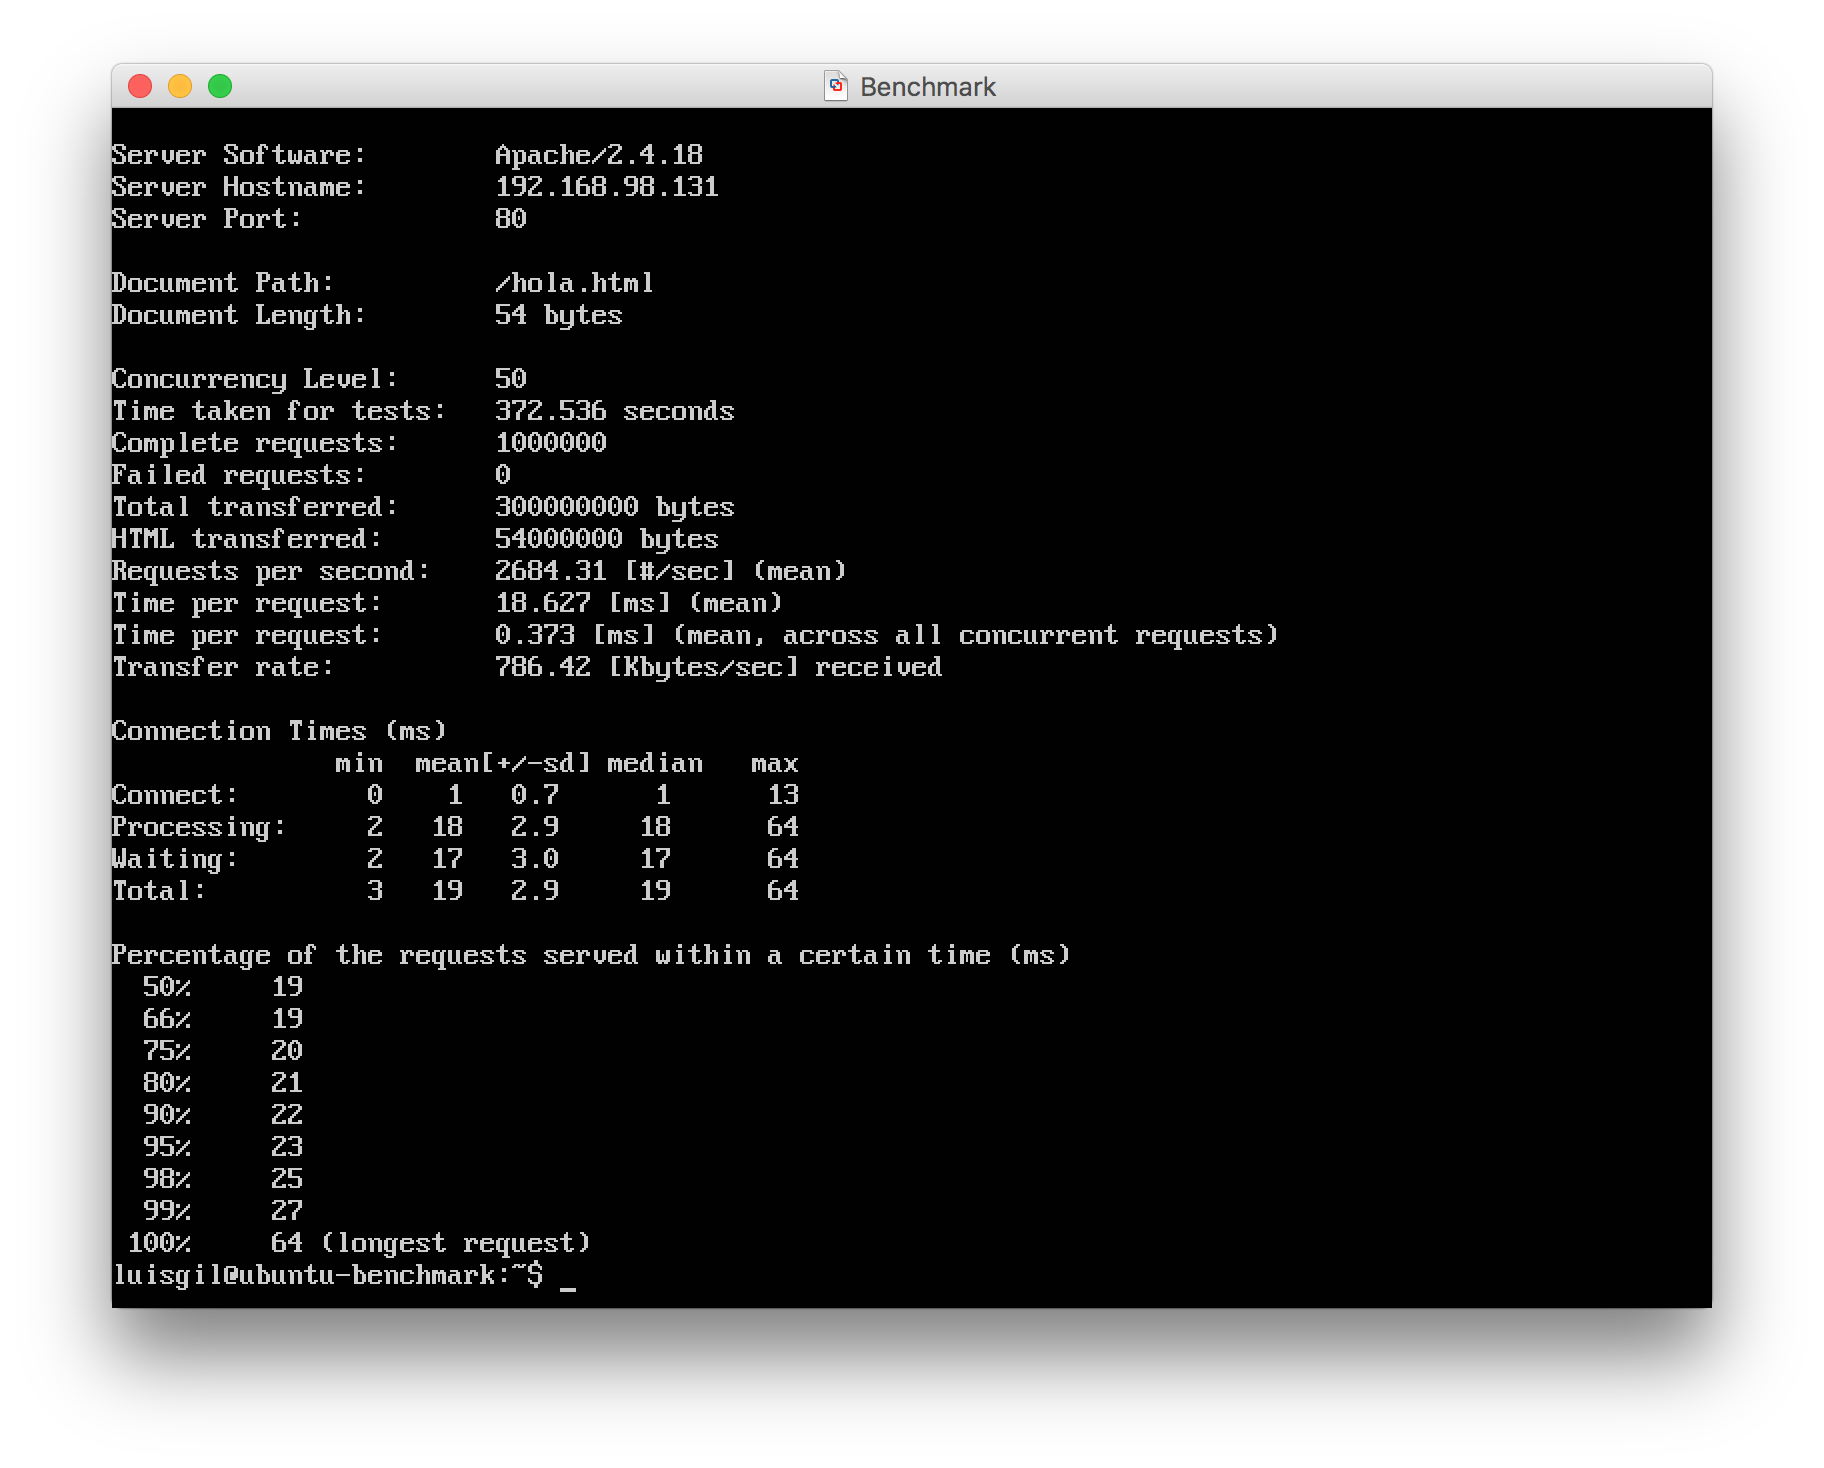 Benchmark
Server Software:        Apache/2.4.18
Server Hostname:        192.168.98.131
Server Port:            80
Document Path:          /hola.html
Document Length:        54 bytes
Concurrency Level:      50
Time taken for tests:   372.536 seconds
Complete requests:      1000000
Failed requests:        0
Total transferred:      300000000 bytes
HTML transferred:       54000000 bytes
Requests per second:    2684.31 [#/sec] (mean)
Time per request:       18.627 [ms] (mean)
Time per request:       0.373 [ms] (mean, across all concurrent requests)
Transfer rate:          786.42 [Kbytes/sec] received
Connection Times (ms)
              min  mean[+/-sd] median   max
Connect:        0    1   0.7      1      13
Processing:     2   18   2.9     18      64
Waiting:        2   17   3.0     17      64
Total:          3   19   2.9     19      64
Percentage of the requests served within a certain time (ms)
  50%     19
  66%     19
  75%     20
  80%     21
  90%     22
  95%     23
  98%     25
  99%     27
 100%     64 (longest request)
luisgil@ubuntu-benchmark:~$ _